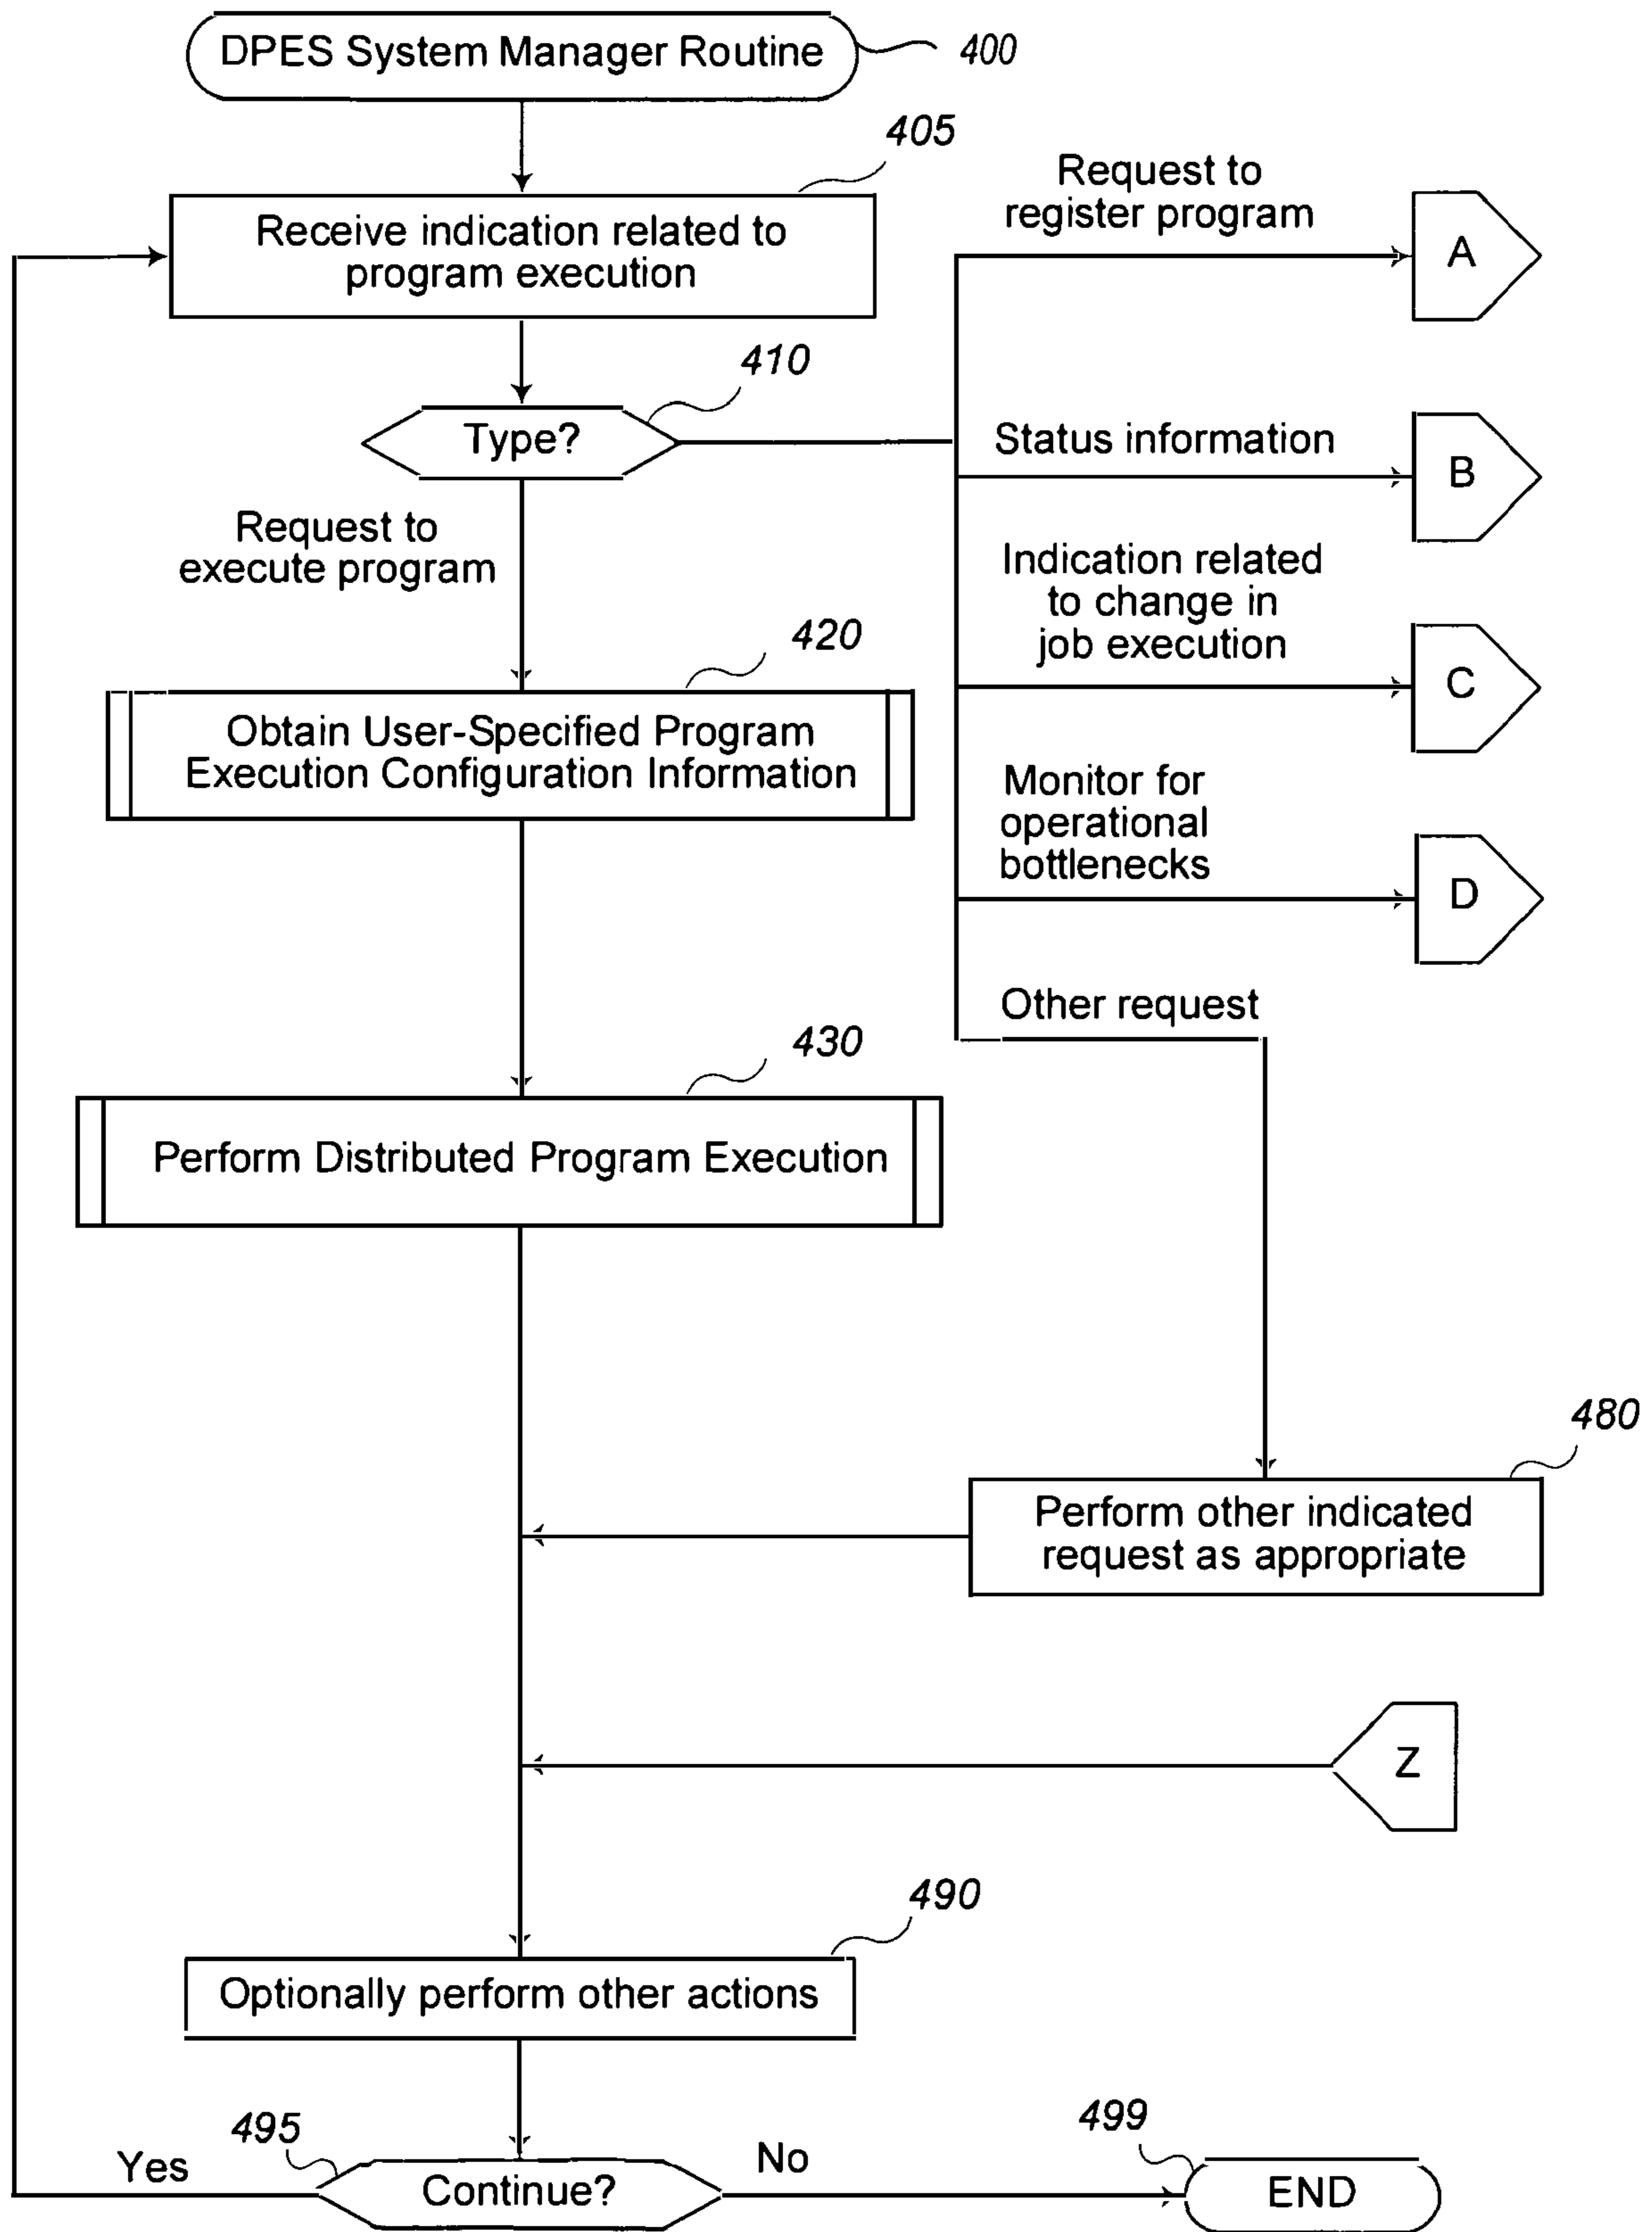 DPES System Manager Routine
400
405
Receive indication related to
program execution
410
Type?
Request to
register program
A
Status information
B
Request to
execute program
Indication related
to change in
job execution
C
420
Obtain User-Specified Program
Execution Configuration Information
Monitor for
operational
bottlenecks
D
Other request
430
Perform Distributed Program Execution
480
Perform other indicated
request as appropriate
Z
490
Optionally perform other actions
495
Yes
Continue?
No
499
END